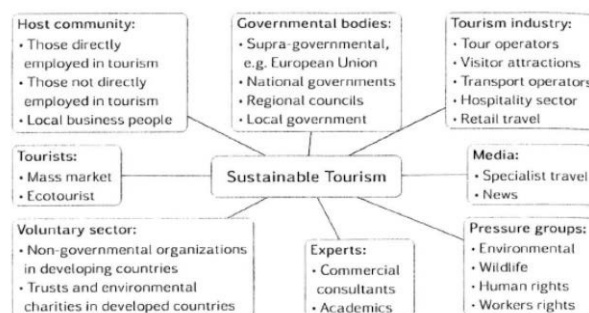 Host community:
• Those directly
employed in tourism
• Those not directly
employed in tourism
• Local business people
Governmental bodies:
• Supra-governmental,
e.g. European Union
• National governments
• Regional councils
• Local government
Tourism industry:
• Tour operators
• Visitor attractions
• Transport operators
• Hospitality sector
• Retail travel
Tourists:
• Mass market
• Ecotourist
Sustainable Tourism
Media:
• Specialist travel
• News
Voluntary sector:
• Non-governmental organizations
in developing countries
• Trusts and environmental
charities in developed countries
Experts:
• Commercial
consultants
• Academics
Pressure groups:
• Environmental
• Wildlife
• Human rights
• Workers rights